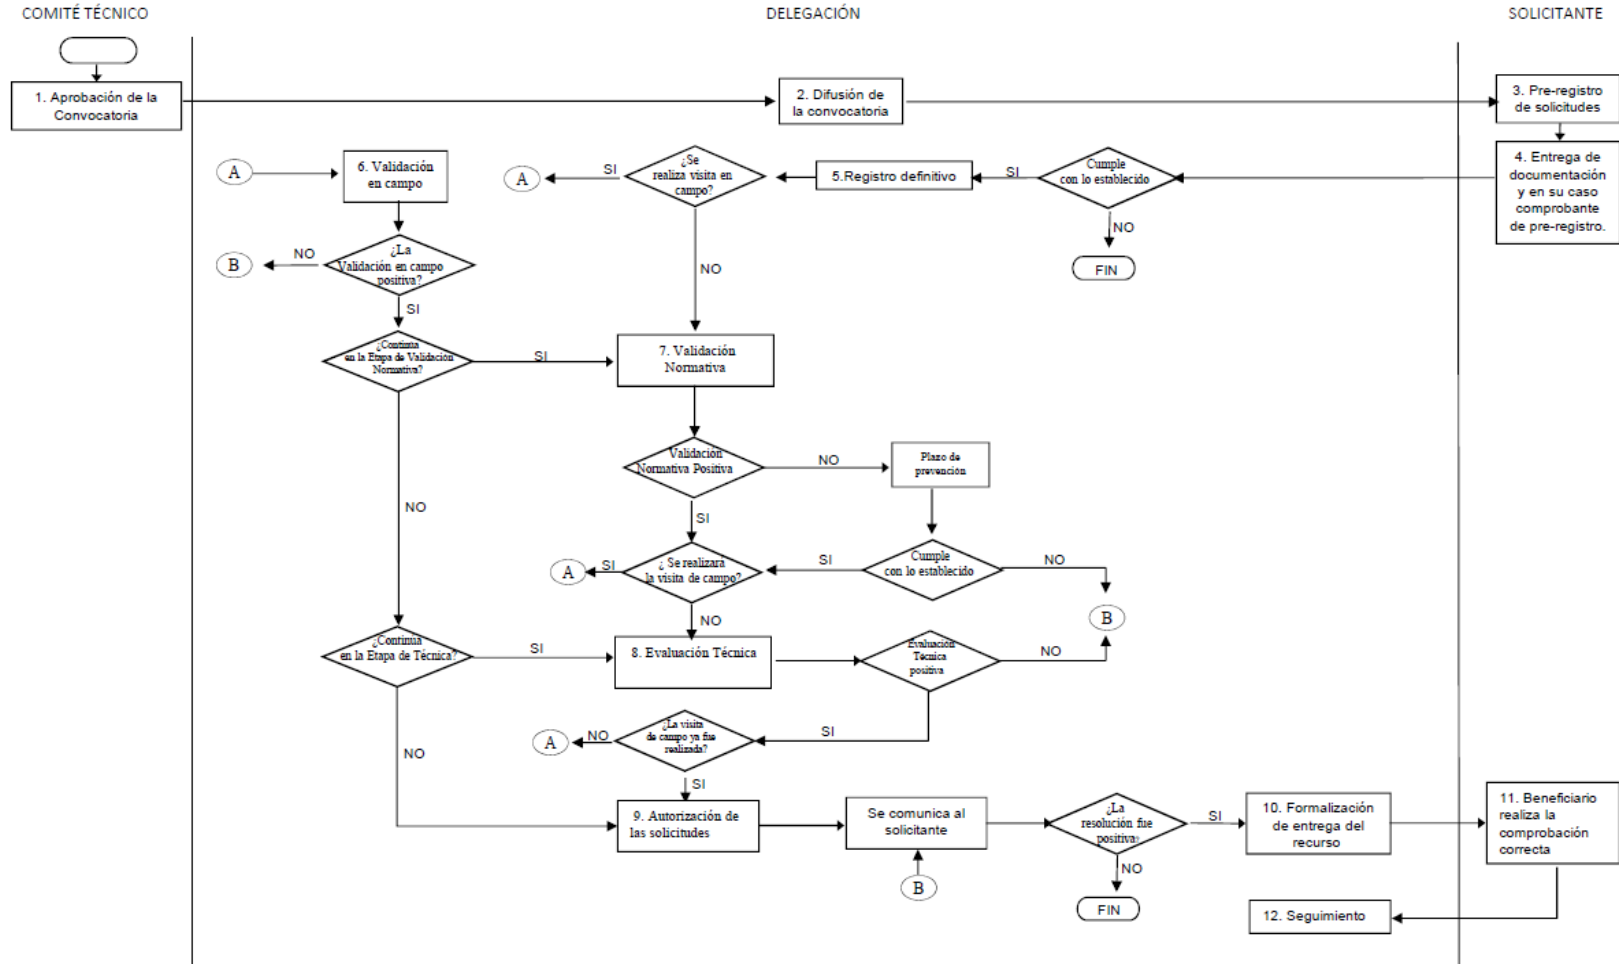 COMITÉ TÉCNICO
DELEGACIÓN
SOLICITANTE
1. Aprobación de la
Convocatoria
2. Difusión de
la convocatoria
3. Pre-registro
de solicitudes
A
6. Validación
en campo
A
SI
¿Se
realiza visita en
campo?
5.Registro definitivo
SI
Cumple
con lo establecido
4. Entrega de
documentación
y en su caso
comprobante
de pre-registro.
NO
FIN
B
NO
¿La
Validación en campo
positiva?
NO
SI
¿Continúa
en la Etapa de Validación
Normativa?
SI
7. Validación
Normativa
Validación
Normativa Positiva
NO
Plazo de
prevención
NO
SI
A
SI
¿ Se realizará
la visita de campo?
SI
Cumple
con lo establecido
NO
B
NO
¿Continúa
en la Etapa de Técnica?
SI
8. Evaluación Técnica
Evaluación
Técnica
positiva
NO
A
NO
¿La visita
de campo ya fue
realizada?
SI
NO
SI
9. Autorización de
las solicitudes
Se comunica al
solicitante
¿La
resolución fue
positiva?
SI
10. Formalización
de entrega del
recurso
11. Beneficiario
realiza la
comprobación
correcta
B
NO
FIN
12. Seguimiento